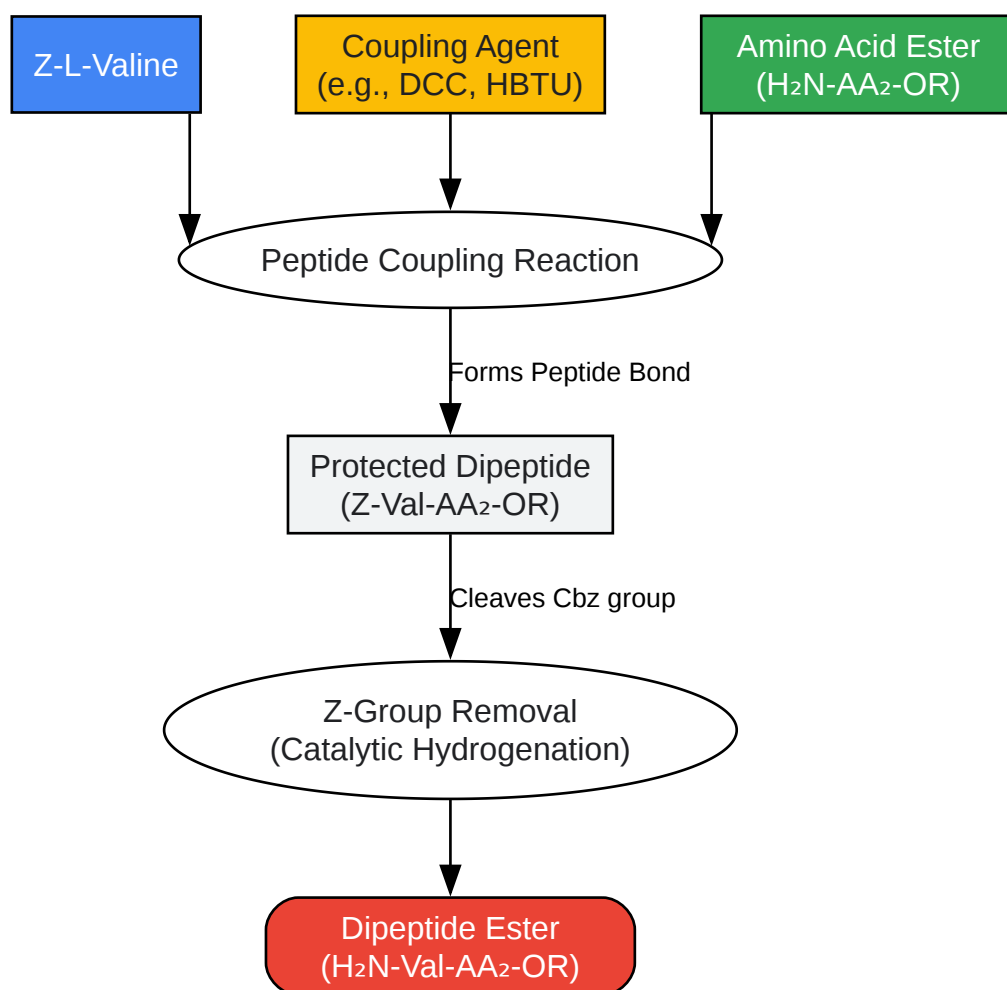 Z-L-Valine
Coupling Agent
(e.g., DCC, HBTU)
Amino Acid Ester
(H₂N-AA₂-OR)
Peptide Coupling Reaction
Forms Peptide Bond
Protected Dipeptide
(Z-Val-AA₂-OR)
Cleaves Cbz group
Z-Group Removal
(Catalytic Hydrogenation)
Dipeptide Ester
(H₂N-Val-AA₂-OR)